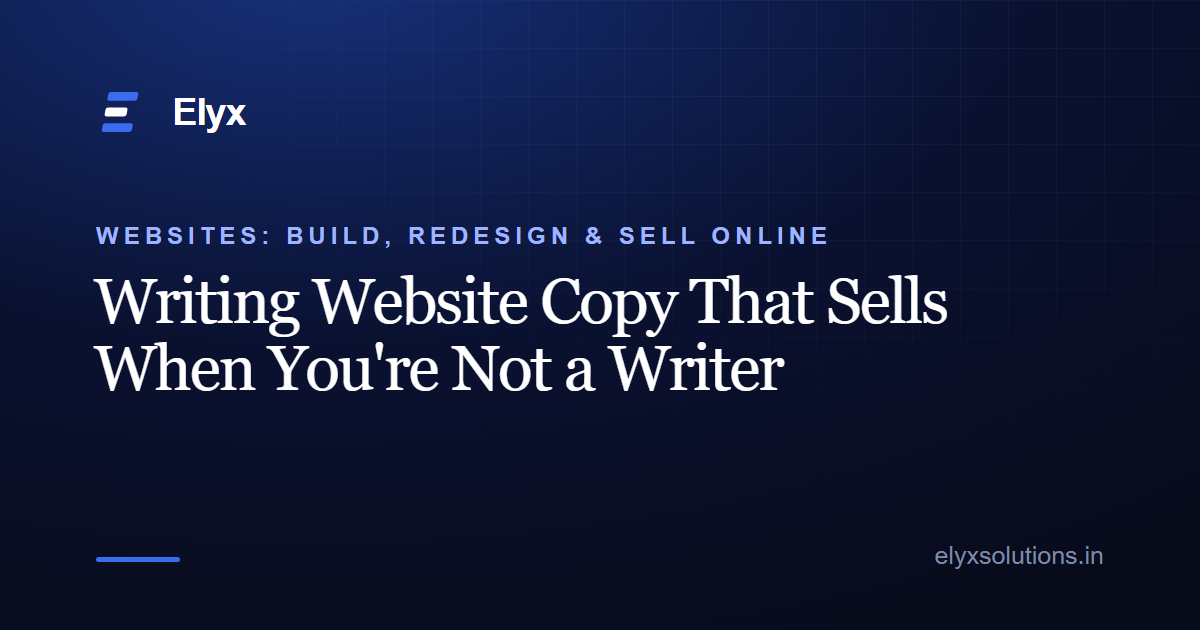 Elyx
WEBSITES: BUILD, REDESIGN & SELL ONLINE
Writing Website Copy That Sells
When You're Not a Writer
elyxsolutions.in